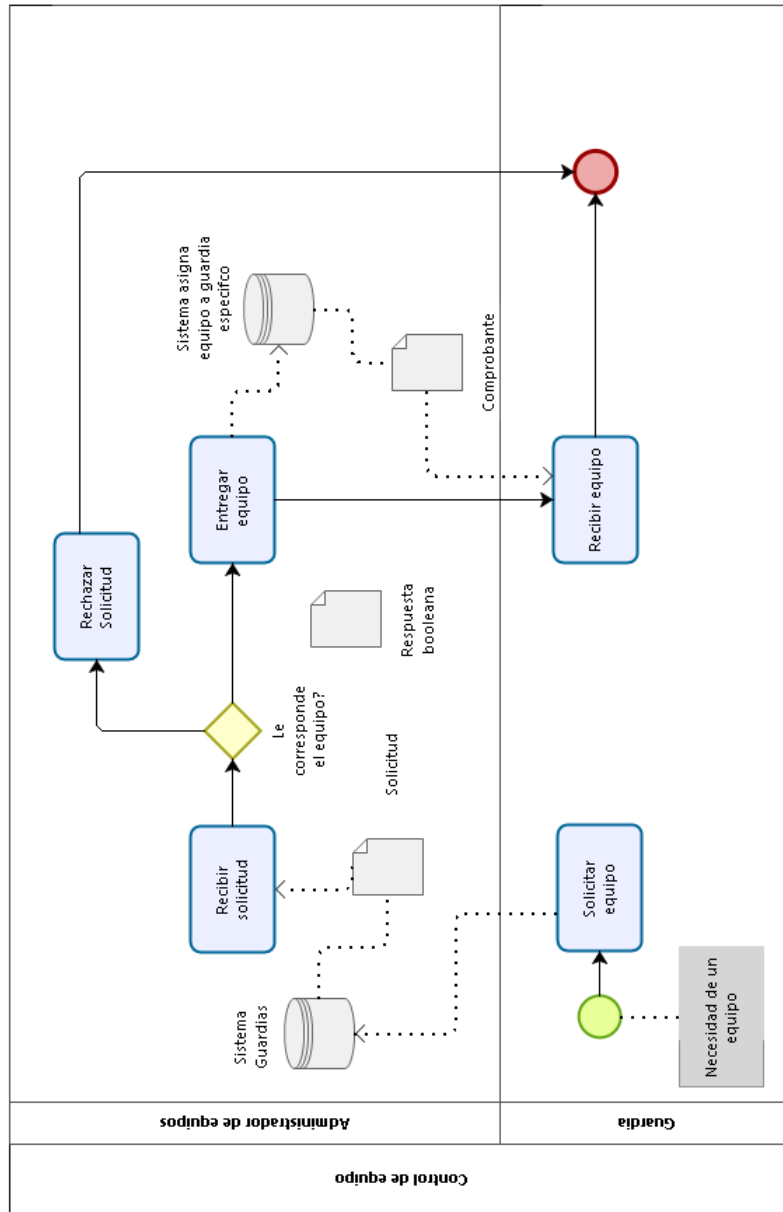 Control de equipo
Administrador de equipos
Guardia
Necesidad de un
equipo
Solicitar
equipo
Sistema
Guardias
Solicitud
Recibir
solicitud
Le
corresponde
el equipo?
Rechazar
Solicitud
Respuesta
booleana
Entregar
equipo
Sistema asigna
equipo a guardia
especifco
Comprobante
Recibir equipo